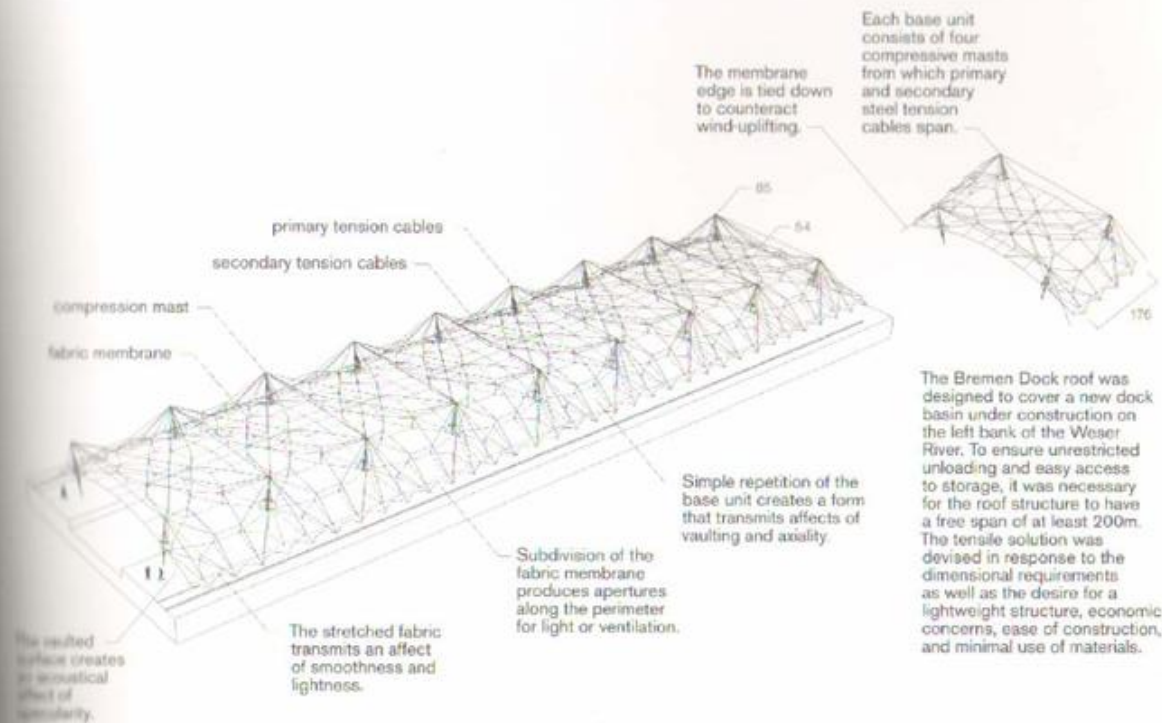 Each base unit
consists of four
compressive masts
from which primary
and secondary
steel tension
cables span.
The membrane
edge is tied down
to counteract
wind-uplifting.
65
64
primary tension cables
secondary tension cables
compression mast
fabric membrane
176
The Bremen Dock roof was
designed to cover a new dock
basin under construction on
the left bank of the Weser
River. To ensure unrestricted
unloading and easy access
to storage, it was necessary
for the roof structure to have
a free span of at least 200m.
The tensile solution was
devised in response to the
dimensional requirements
as well as the desire for a
lightweight structure, economic
concerns, ease of construction,
and minimal use of materials.
Simple repetition of the
base unit creates a form
that transmits affects of
vaulting and axiality.
Subdivision of the
fabric membrane
produces apertures
along the perimeter
for light or ventilation.
The stretched fabric
transmits an affect
of smoothness and
lightness.
vaulted
surface creates
acoustical
of